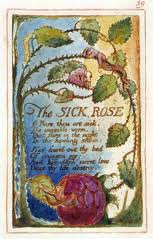 39
The SICK ROSE
O Rose thou art sick.
The invisible worm.
That flies in the night
In the howling storm:
Has found out thy bed
Of crimson joy:
And his dark secret love
Does thy life destroy.